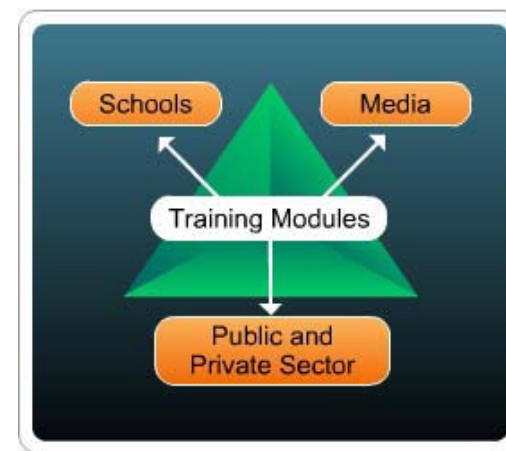 Schools
Media
Training Modules
Public and
Private Sector